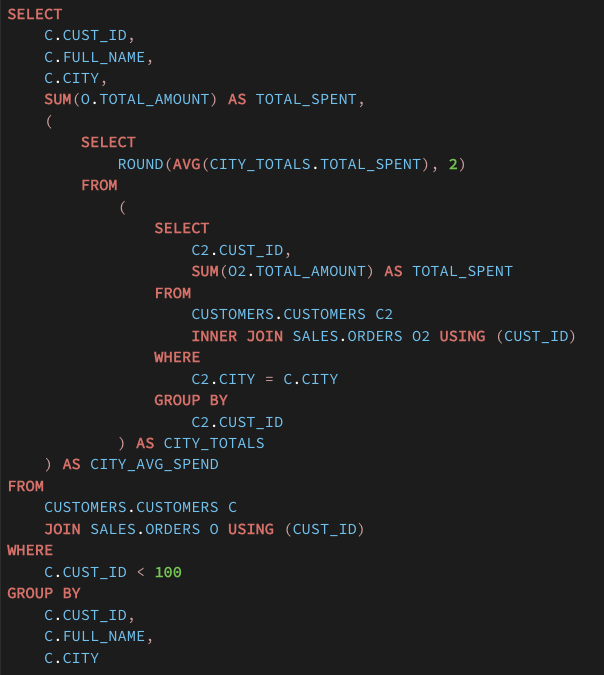 SELECT
C.CUST_ID,
C.FULL_NAME,
C.CITY,
SUM(O.TOTAL_AMOUNT) AS TOTAL_SPENT,
(
SELECT
ROUND(AVG(CITY_TOTALS.TOTAL_SPENT), 2)
FROM
(
SELECT
C2.CUST_ID,
SUM(O2.TOTAL_AMOUNT) AS TOTAL_SPENT
FROM
CUSTOMERS.CUSTOMERS C2
INNER JOIN SALES.ORDERS O2 USING (CUST_ID)
WHERE
C2.CITY = C.CITY
GROUP BY
C2.CUST_ID
) AS CITY_TOTALS
) AS CITY_AVG_SPEND
FROM
CUSTOMERS.CUSTOMERS C
JOIN SALES.ORDERS O USING (CUST_ID)
WHERE
C.CUST_ID < 100
GROUP BY
C.CUST_ID,
C.FULL_NAME,
C.CITY